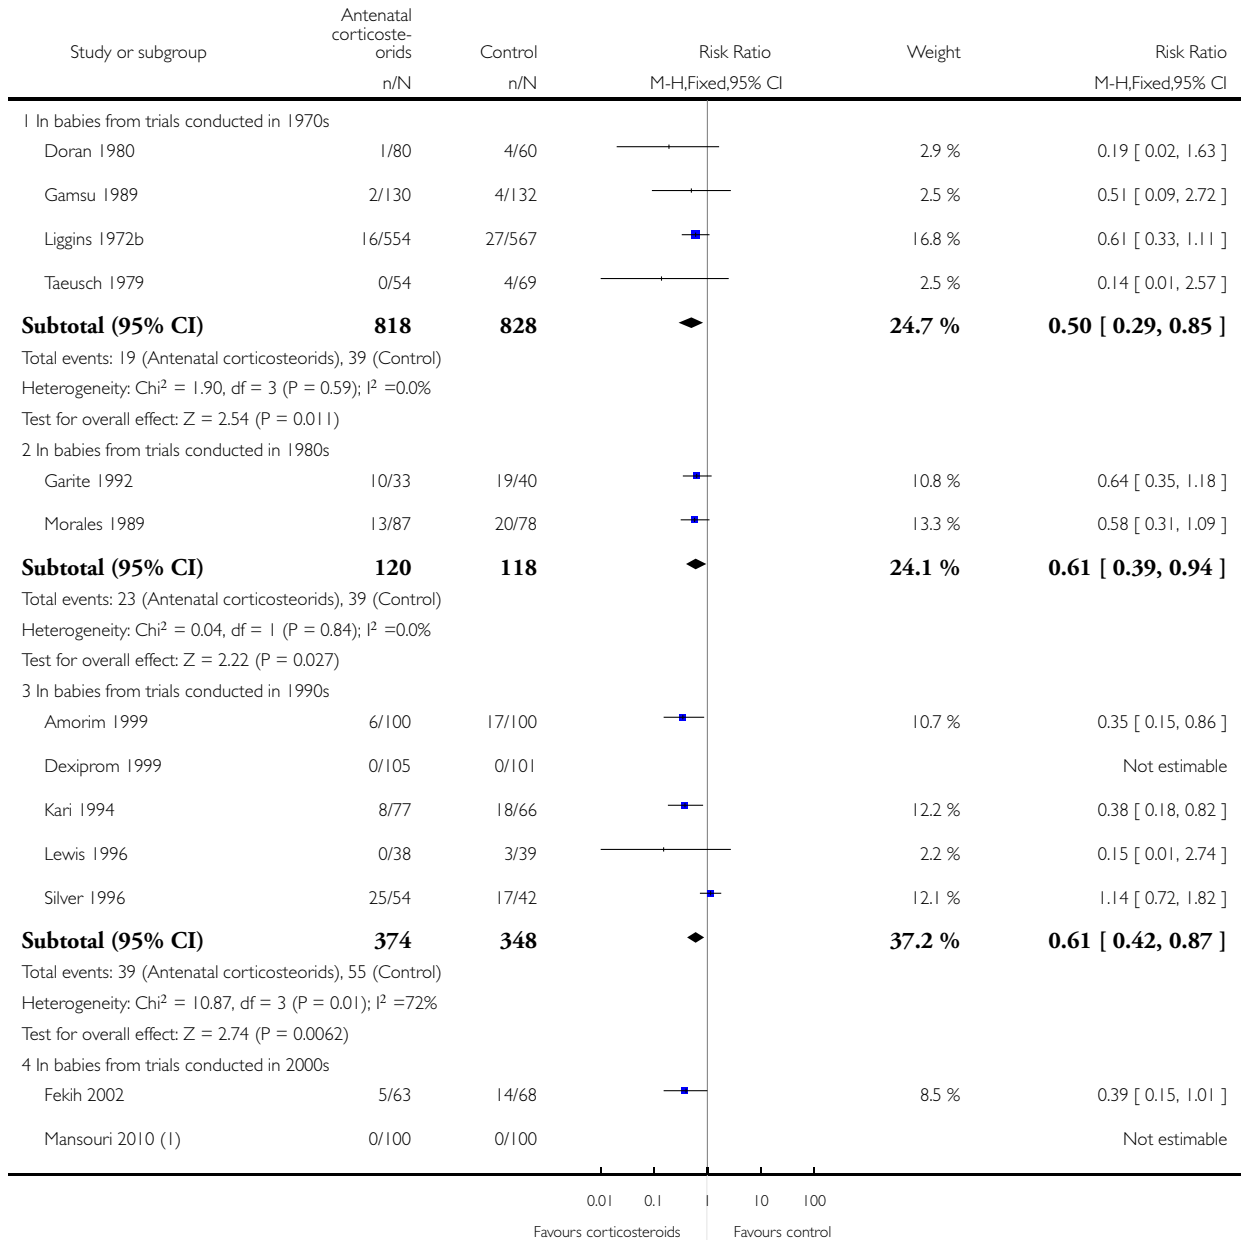 Antenatal
corticoste-
Study or subgroup orids Control Risk Ratio Weight Risk Ratio
n/N n/N M-H,Fixed,95% CI M-H,Fixed,95% CI
1 In babies from trials conducted in 1970s
Doran 1980 1/80 4/60 2.9 % 0.19 [ 0.02, 1.63 ]
Gamsu 1989 2/130 4/132 2.5 % 0.51 [ 0.09, 2.72 ]
Liggins 1972b 16/554 27/567 16.8 % 0.61 [ 0.33, 1.11 ]
Taeusch 1979 0/54 4/69 2.5 % 0.14 [ 0.01, 2.57 ]
Subtotal (95% CI) 818 828 24.7 % 0.50 [ 0.29, 0.85 ]
Total events: 19 (Antenatal corticosteorids), 39 (Control)
Heterogeneity: Chi² = 1.90, df = 3 (P = 0.59); I² =0.0%
Test for overall effect: Z = 2.54 (P = 0.011)
2 In babies from trials conducted in 1980s
Garite 1992 10/33 19/40 10.8 % 0.64 [ 0.35, 1.18 ]
Morales 1989 13/87 20/78 13.3 % 0.58 [ 0.31, 1.09 ]
Subtotal (95% CI) 120 118 24.1 % 0.61 [ 0.39, 0.94 ]
Total events: 23 (Antenatal corticosteorids), 39 (Control)
Heterogeneity: Chi² = 0.04, df = 1 (P = 0.84); I² =0.0%
Test for overall effect: Z = 2.22 (P = 0.027)
3 In babies from trials conducted in 1990s
Amorim 1999 6/100 17/100 10.7 % 0.35 [ 0.15, 0.86 ]
Dexiprom 1999 0/105 0/101 Not estimable
Kari 1994 8/77 18/66 12.2 % 0.38 [ 0.18, 0.82 ]
Lewis 1996 0/38 3/39 2.2 % 0.15 [ 0.01, 2.74 ]
Silver 1996 25/54 17/42 12.1 % 1.14 [ 0.72, 1.82 ]
Subtotal (95% CI) 374 348 37.2 % 0.61 [ 0.42, 0.87 ]
Total events: 39 (Antenatal corticosteorids), 55 (Control)
Heterogeneity: Chi² = 10.87, df = 3 (P = 0.01); I² =72%
Test for overall effect: Z = 2.74 (P = 0.0062)
4 In babies from trials conducted in 2000s
Fekih 2002 5/63 14/68 8.5 % 0.39 [ 0.15, 1.01 ]
Mansouri 2010 (1) 0/100 0/100 Not estimable
0.01 0.1 1 10 100
Favours corticosteroids Favours control